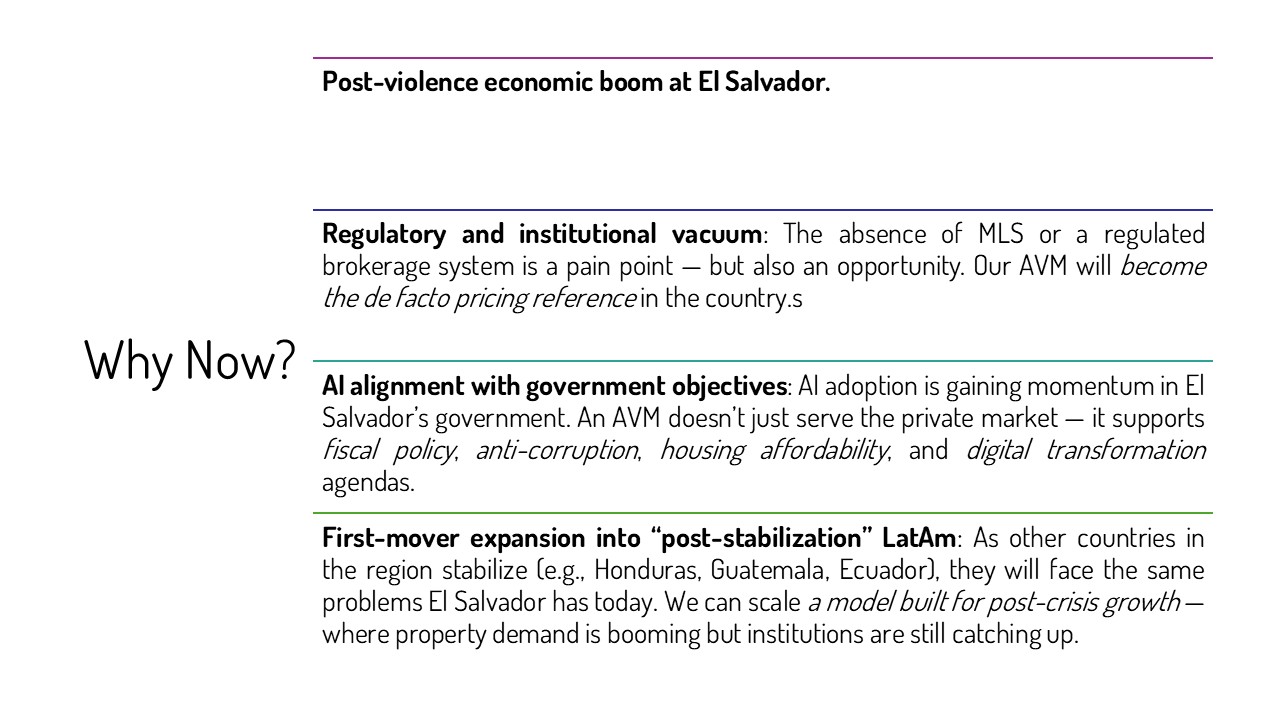 Why Now?
Post-violence economic boom at El Salvador.
Regulatory and institutional vacuum: The absence of MLS or a regulated
brokerage system is a pain point — but also an opportunity. Our AVM will become
the de facto pricing reference in the country.s
AI alignment with government objectives: AI adoption is gaining momentum in El
Salvador’s government. An AVM doesn’t just serve the private market — it supports
fiscal policy, anti-corruption, housing affordability, and digital transformation
agendas.
First-mover expansion into “post-stabilization” LatAm: As other countries in
the region stabilize (e.g., Honduras, Guatemala, Ecuador), they will face the same
problems El Salvador has today. We can scale a model built for post-crisis growth —
where property demand is booming but institutions are still catching up.